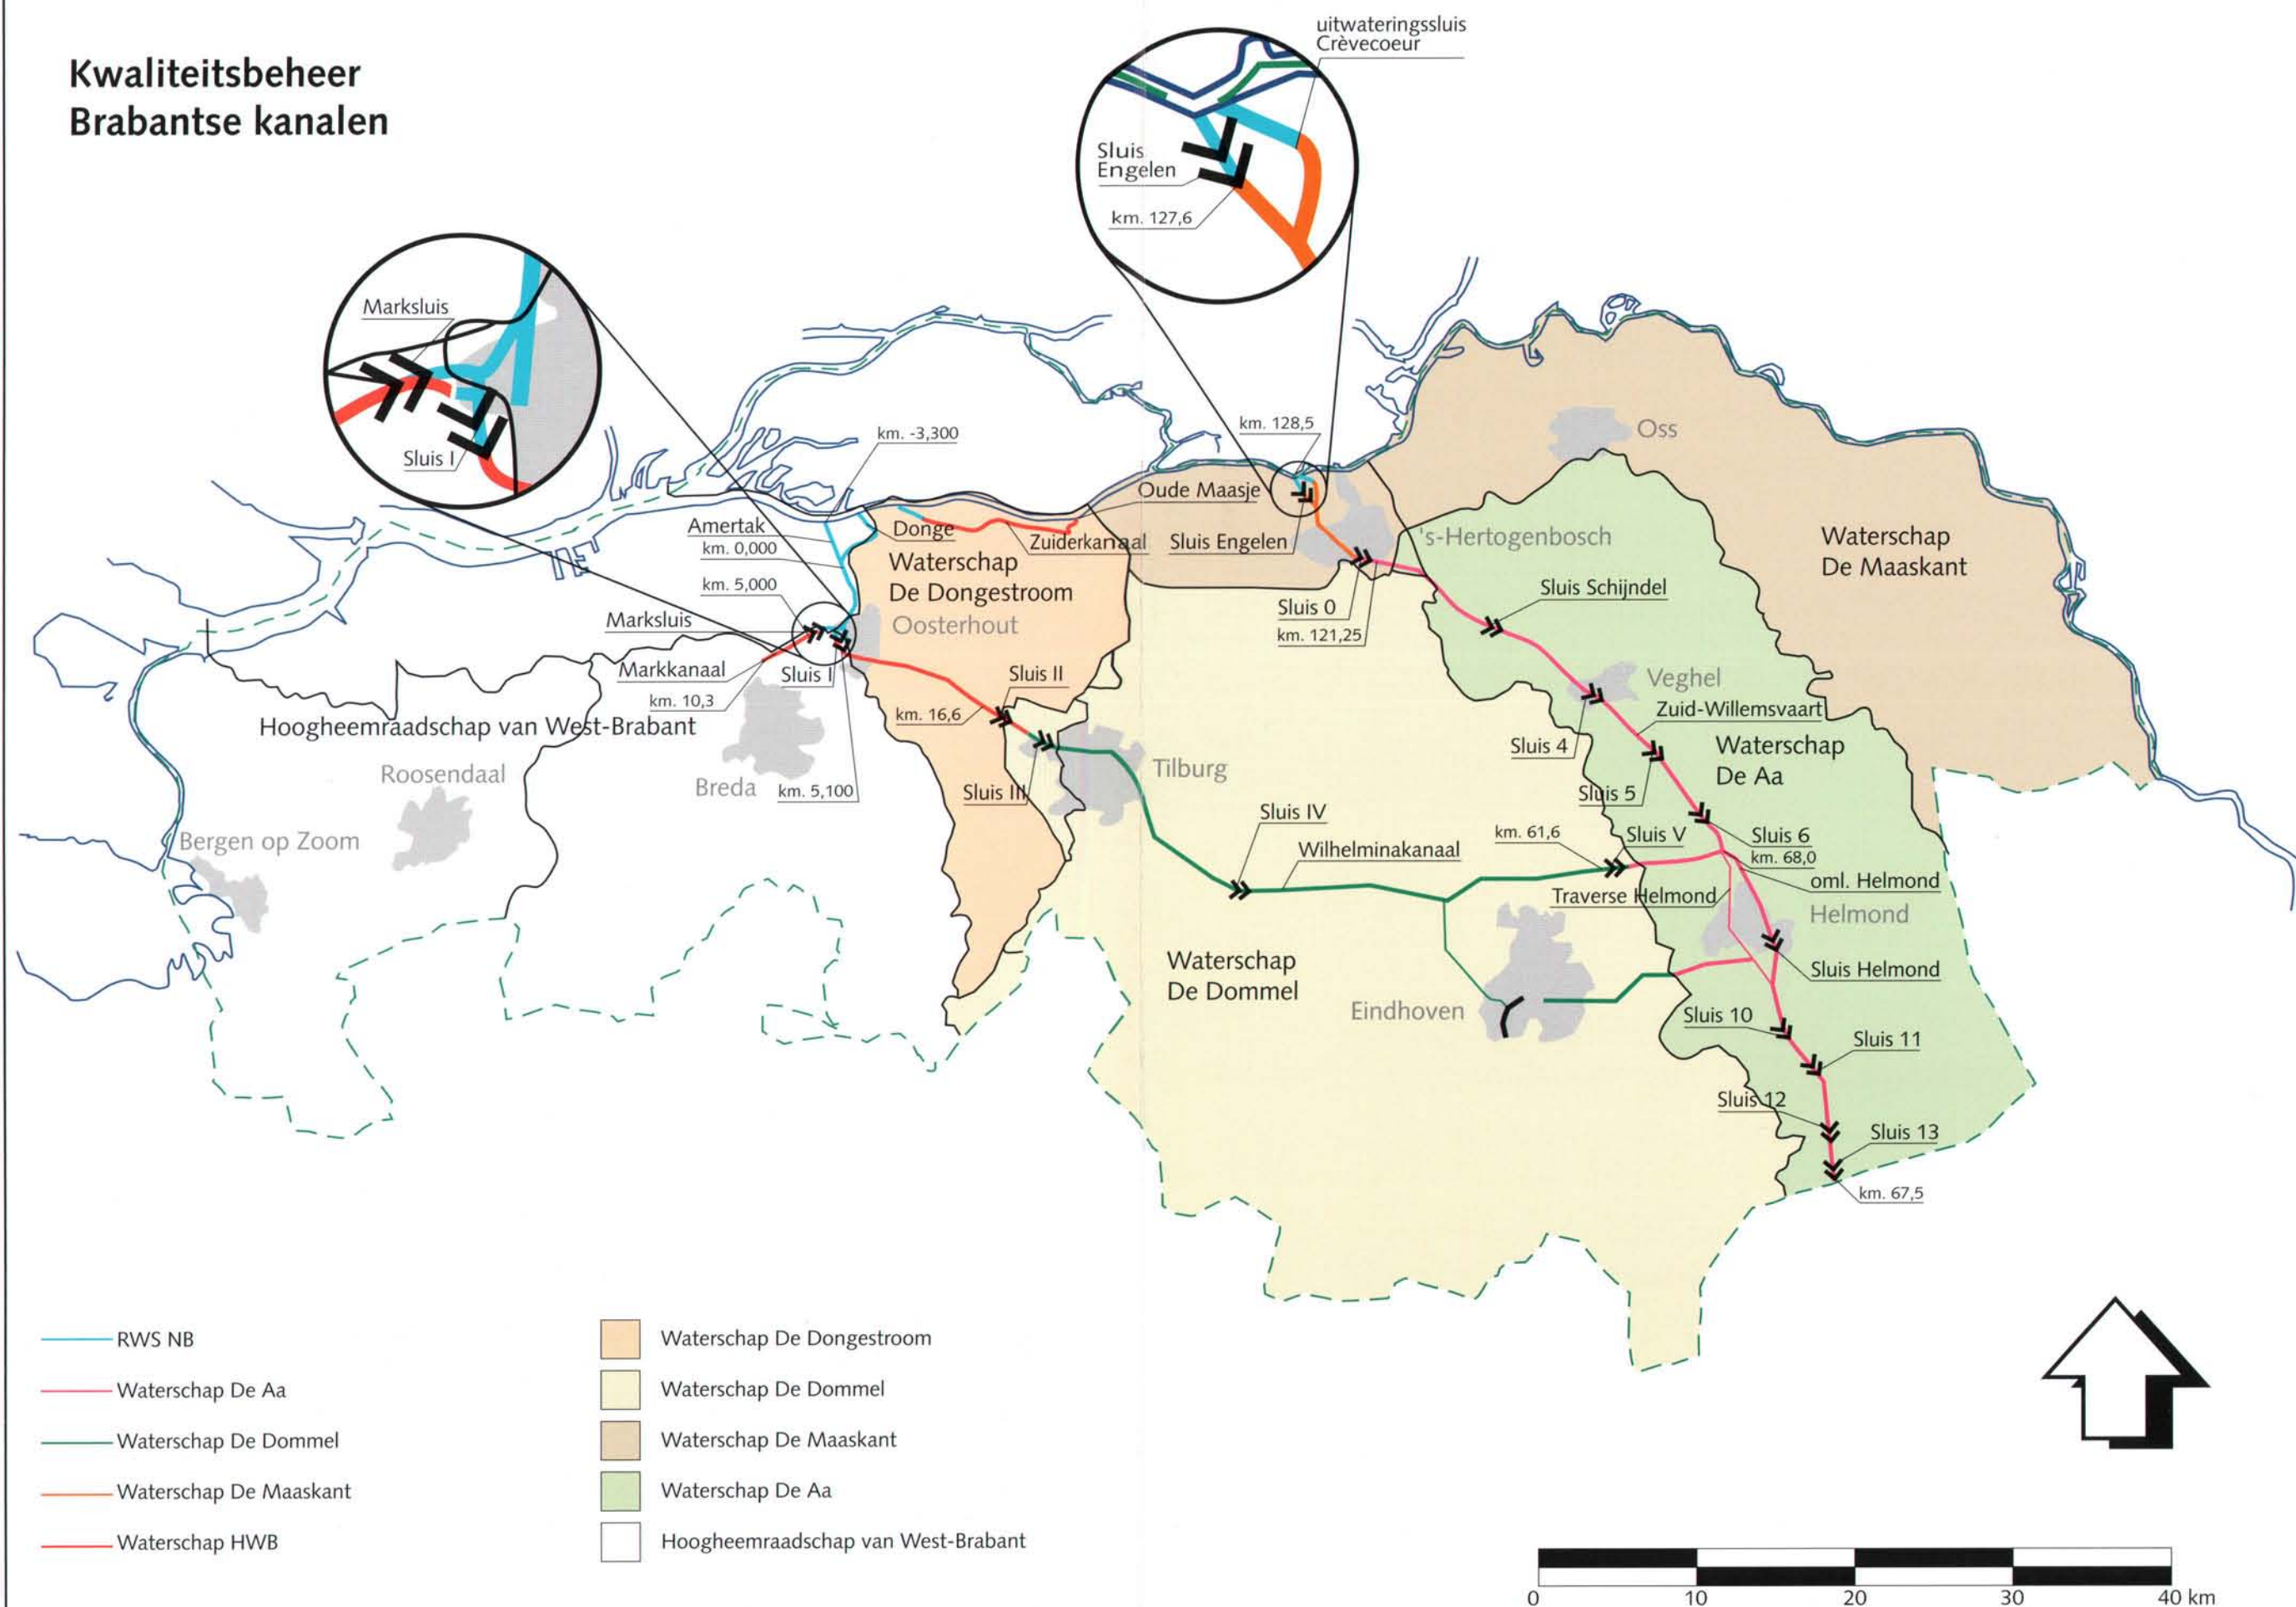 Kwaliteitsbeheer
Brabantse kanalen
uitwateringssluis
Crèvecoeur
Sluis
Engelen
km. 127,6
Marksluis
Sluis I
km. -3,300
km. 128,5
Oss
Oude Maasje
Amertak
km. 0,000
Donge
Zuiderkanaal
Sluis Engelen
's-Hertogenbosch
Waterschap
De Maaskant
Waterschap
De Dongestroom
km. 5,000
Sluis Schijndel
Sluis 0
km. 121,25
Marksluis
Oosterhout
Markkanaal
Sluis I
Sluis II
Veghel
km. 10,3
km. 16,6
Zuid-Willemsvaart
Hoogheemraadschap van West-Brabant
Sluis 4
Waterschap
De Aa
Roosendaal
Breda
km. 5,100
Sluis III
Tilburg
Sluis 5
Sluis IV
km. 61,6
Sluis V
Sluis 6
km. 68,0
Bergen op Zoom
Wilhelminakanaal
oml. Helmond
Traverse Helmond
Helmond
Waterschap
De Dommel
Sluis Helmond
Eindhoven
Sluis 10
Sluis 11
Sluis 12
Sluis 13
km. 67,5
RWS NB
Waterschap De Aa
Waterschap De Dommel
Waterschap De Maaskant
Waterschap HWB
Waterschap De Dongestroom
Waterschap De Dommel
Waterschap De Maaskant
Waterschap De Aa
Hoogheemraadschap van West-Brabant
0 10 20 30 40 km